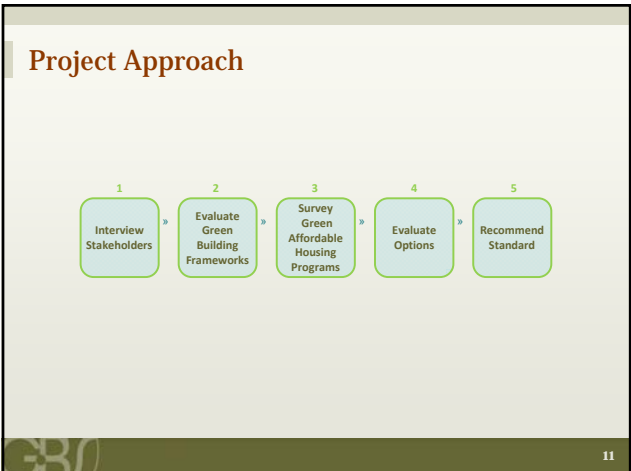 Project Approach
1
2
3
4
5
Interview
Stakeholders
»
Evaluate
Green
Building
Frameworks
»
Survey
Green
Affordable
Housing
Programs
»
Evaluate
Options
»
Recommend
Standard
11